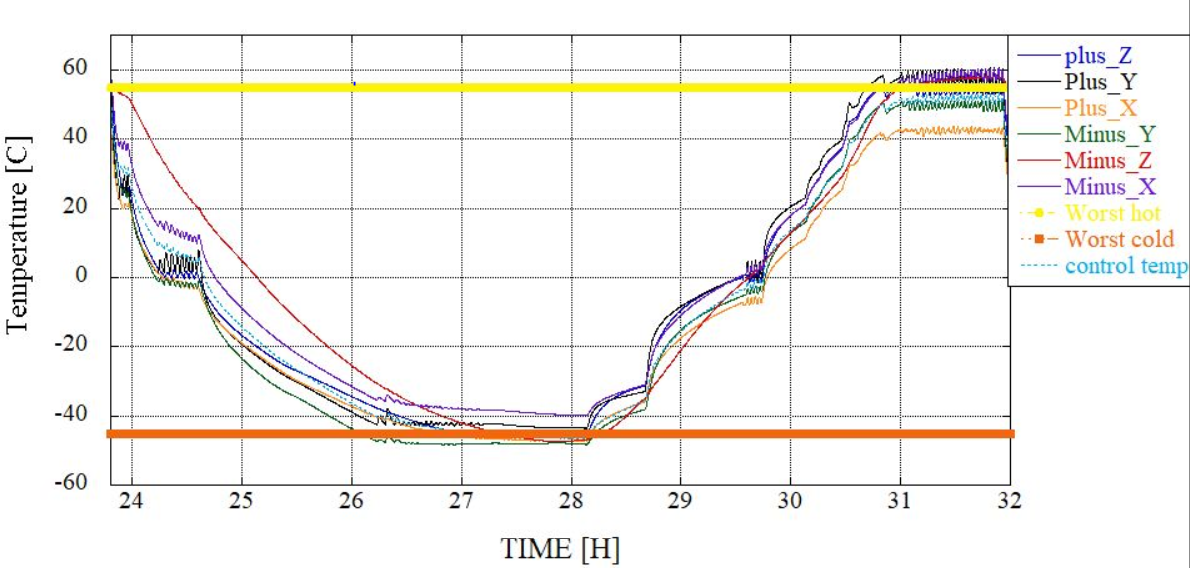 Temperature [C]
60
40
20
0
-20
-40
-60
24 25 26 27 28 29 30 31 32
TIME [H]
plus_Z
Plus_Y
Plus_X
Minus_Y
Minus_Z
Minus_X
Worst hot
Worst cold
control temp